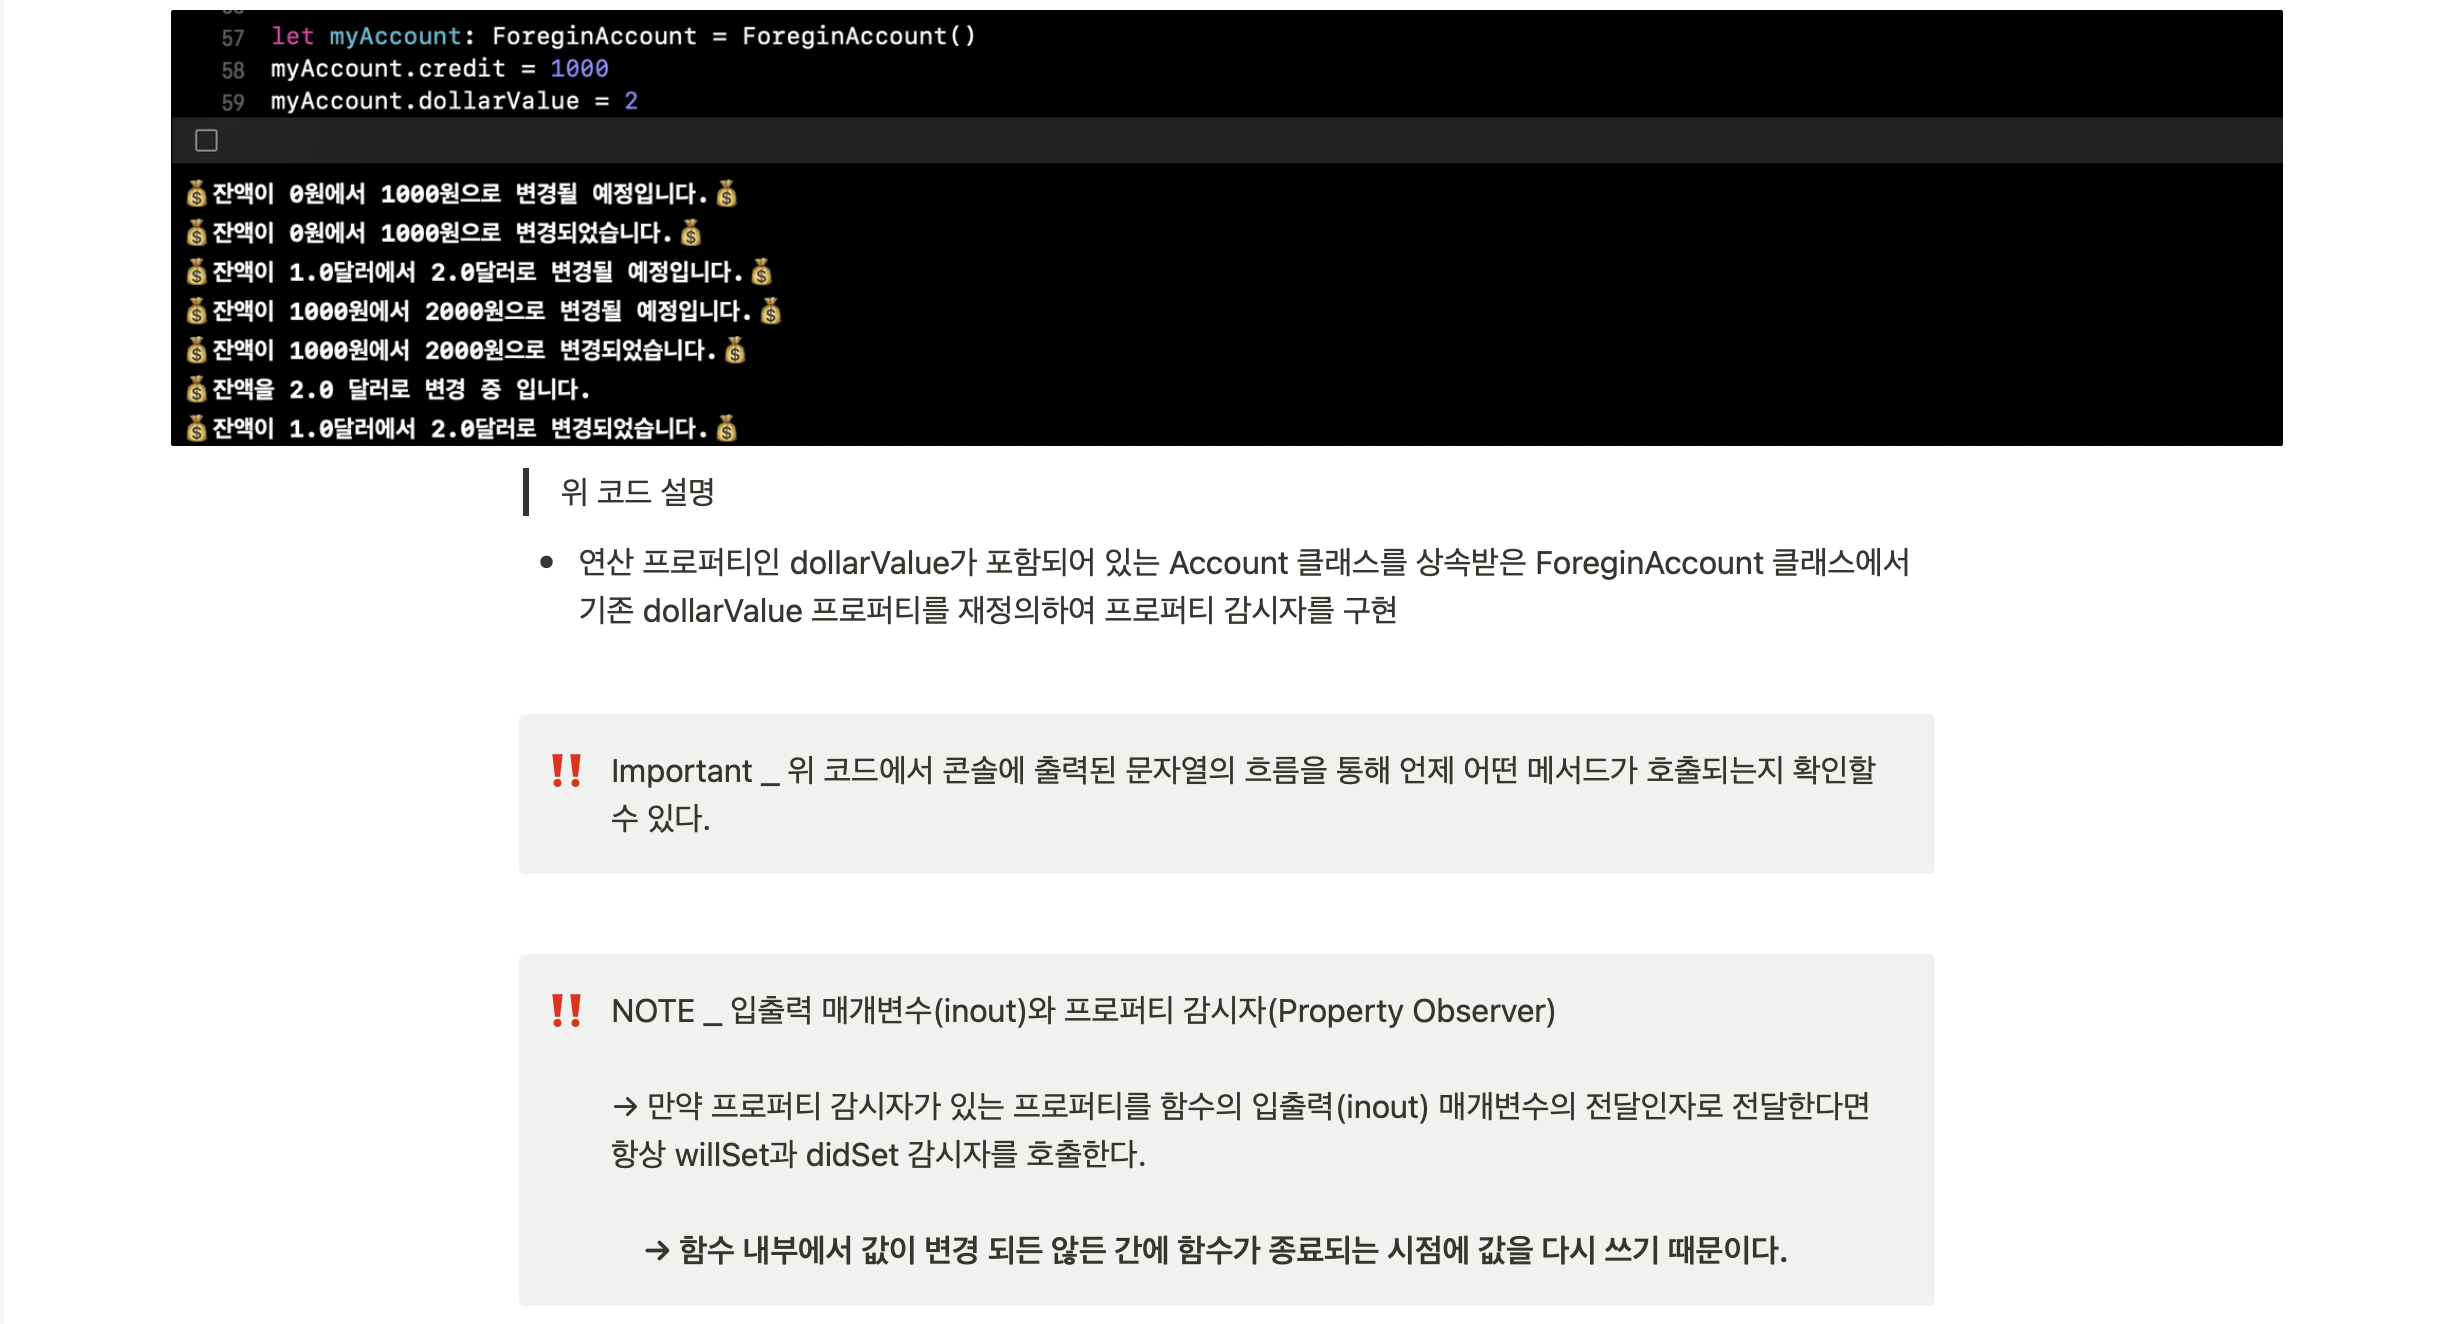 57 let myAccount: ForeginAccount = ForeginAccount()
58 myAccount.credit = 1000
59 myAccount.dollarValue = 2
💰잔액이 0원에서 1000원으로 변경될 예정입니다.💰
💰잔액이 0원에서 1000원으로 변경되었습니다.💰
💰잔액이 1.0달러에서 2.0달러로 변경될 예정입니다.💰
💰잔액이 1000원에서 2000원으로 변경될 예정입니다.💰
💰잔액이 1000원에서 2000원으로 변경되었습니다.💰
💰잔액을 2.0 달러로 변경 중 입니다.
💰잔액이 1.0달러에서 2.0달러로 변경되었습니다.💰
위 코드 설명
• 연산 프로퍼티인 dollarValue가 포함되어 있는 Account 클래스를 상속받은 ForeginAccount 클래스에서
기존 dollarValue 프로퍼티를 재정의하여 프로퍼티 감시자를 구현
‼️ Important _ 위 코드에서 콘솔에 출력된 문자열의 흐름을 통해 언제 어떤 메서드가 호출되는지 확인할
수 있다.
‼️ NOTE _ 입출력 매개변수(inout)와 프로퍼티 감시자(Property Observer)
→ 만약 프로퍼티 감시자가 있는 프로퍼티를 함수의 입출력(inout) 매개변수의 전달인자로 전달한다면
항상 willSet과 didSet 감시자를 호출한다.
→ 함수 내부에서 값이 변경 되든 않든 간에 함수가 종료되는 시점에 값을 다시 쓰기 때문이다.